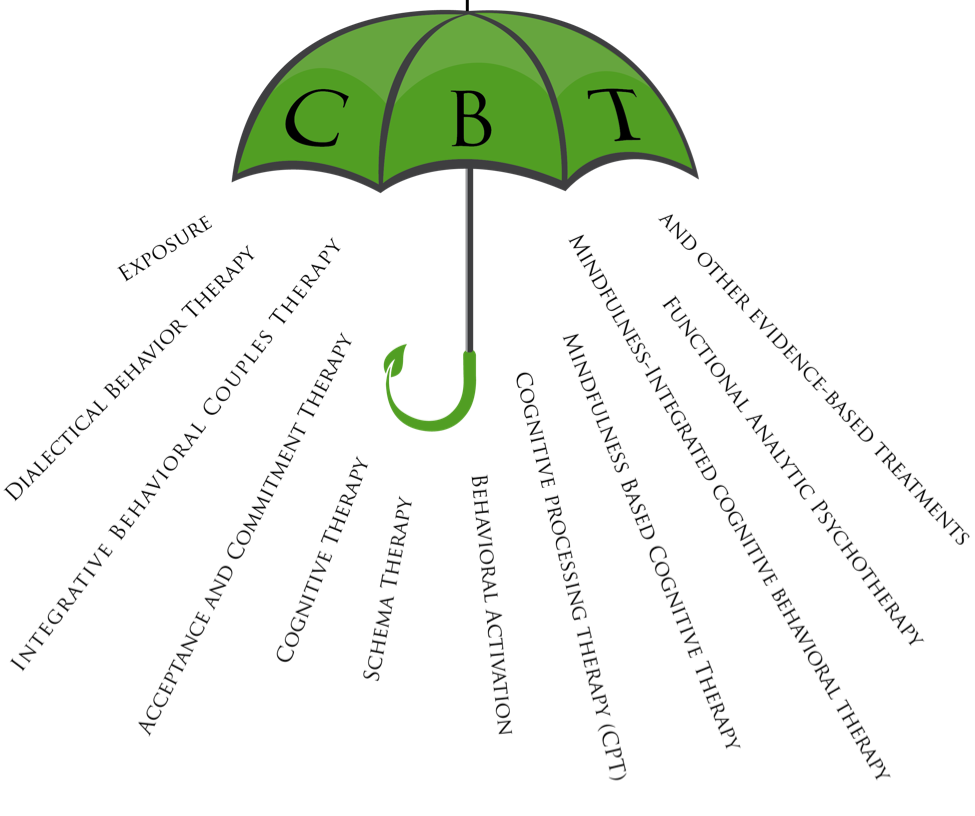 C B T
Exposure
Dialectical Behavior Therapy
Integrative Behavioral Couples Therapy
Acceptance and Commitment Therapy
Cognitive Therapy
Schema Therapy
Behavioral Activation
Cognitive processing therapy (CPT)
Mindfulness Based Cognitive Therapy
Mindfulness-Integrated cognitive behavioral therapy
Functional Analytic Psychotherapy
and other evidence-based treatments